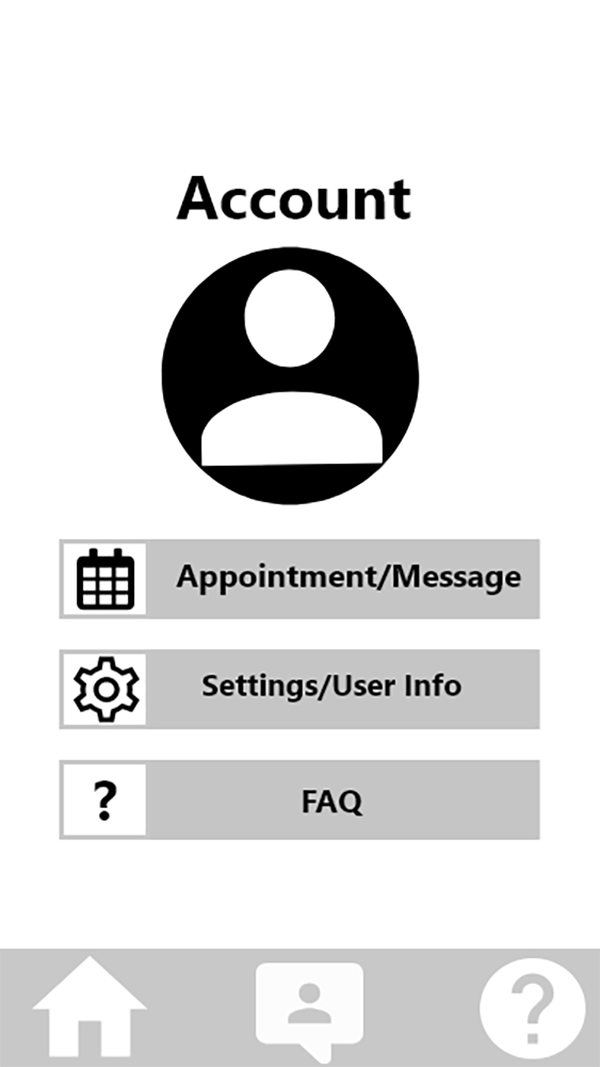 Account
Appointment/Message
Settings/User Info
?
FAQ
?